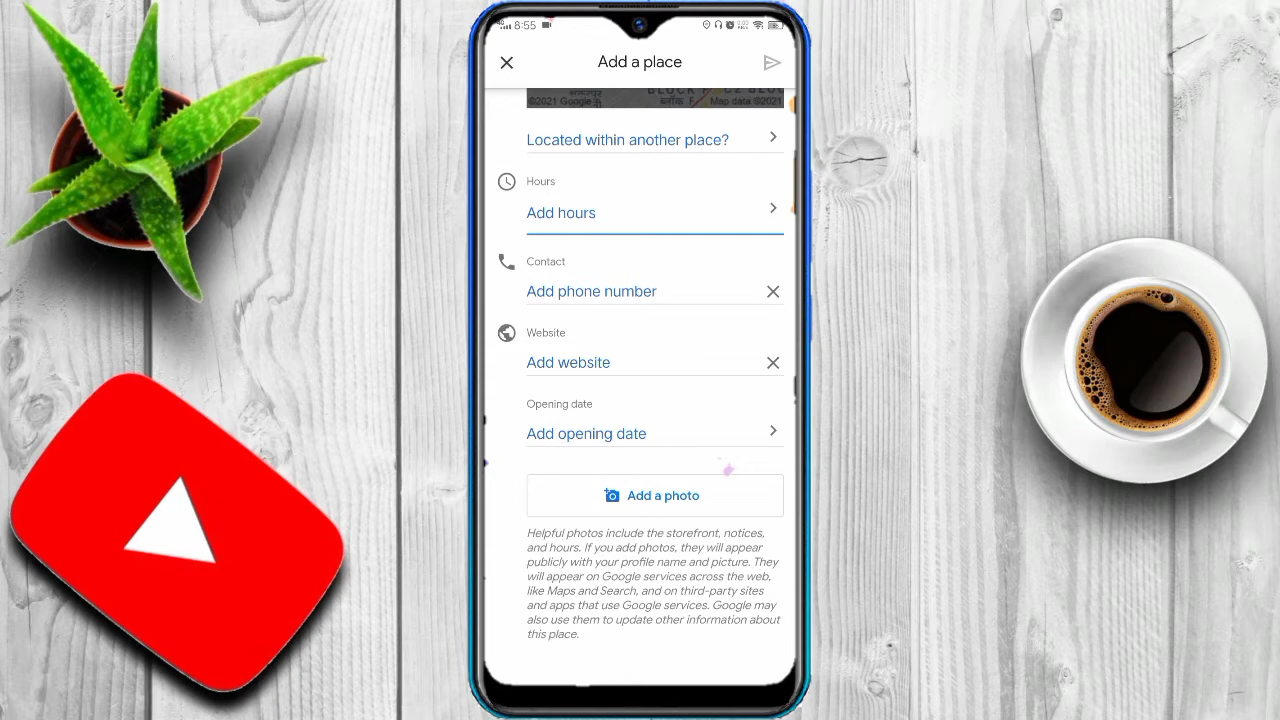 8:55
Add a place
BLOCK F C2 BLOC
©2021 Google
ब्लॉक F
Map data ©2021
Located within another place?
Hours
Add hours
Contact
Add phone number
Website
Add website
Opening date
Add opening date
Add a photo
Helpful photos include the storefront, notices,
and hours. If you add photos, they will appear
publicly with your profile name and picture. They
will appear on Google services across the web,
like Maps and Search, and on third-party sites
and apps that use Google services. Google may
also use them to update other information about
this place.